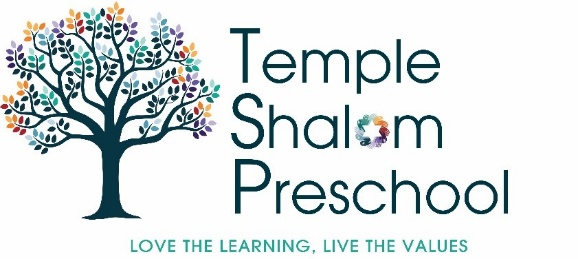 Temple
Shalom
Preschool
LOVE THE LEARNING, LIVE THE VALUES